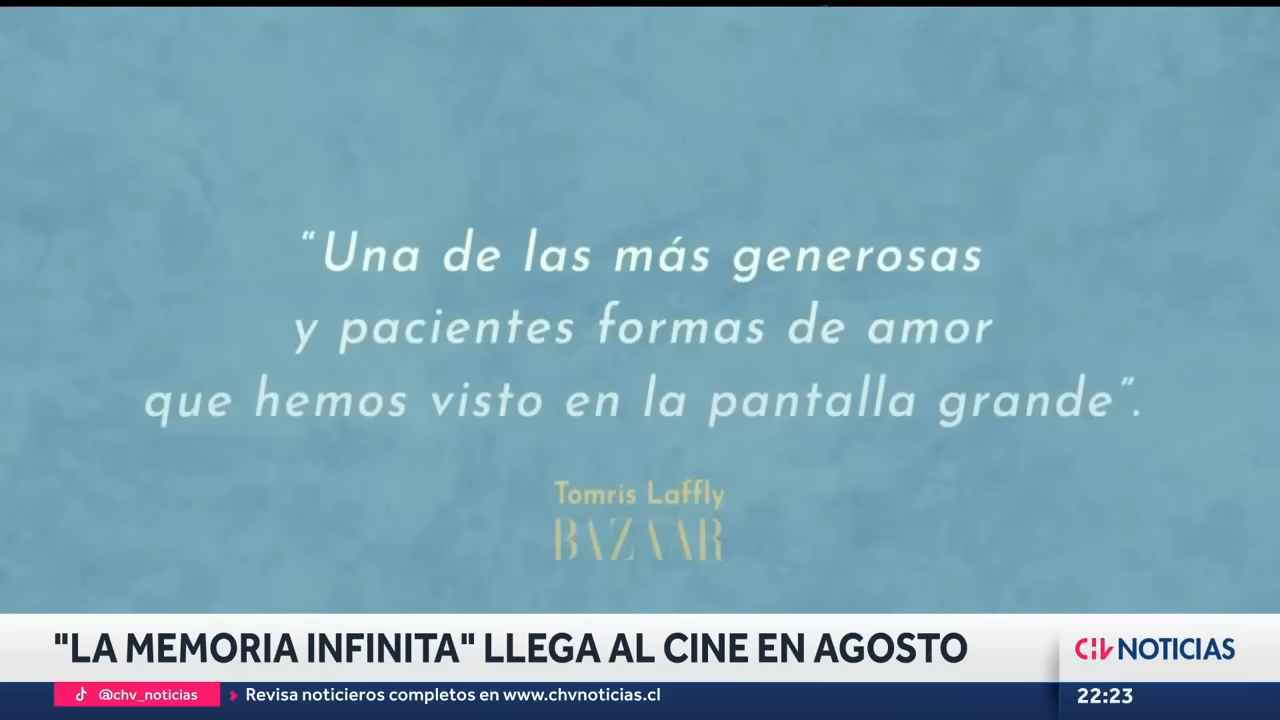 “Una de las más generosas
y pacientes formas de amor
que hemos visto en la pantalla grande”.
Tomris Laffly
BAZAAR
"LA MEMORIA INFINITA" LLEGA AL CINE EN AGOSTO
CHV NOTICIAS
@chv_noticias
Revisa noticieros completos en www.chvnoticias.cl
22:23